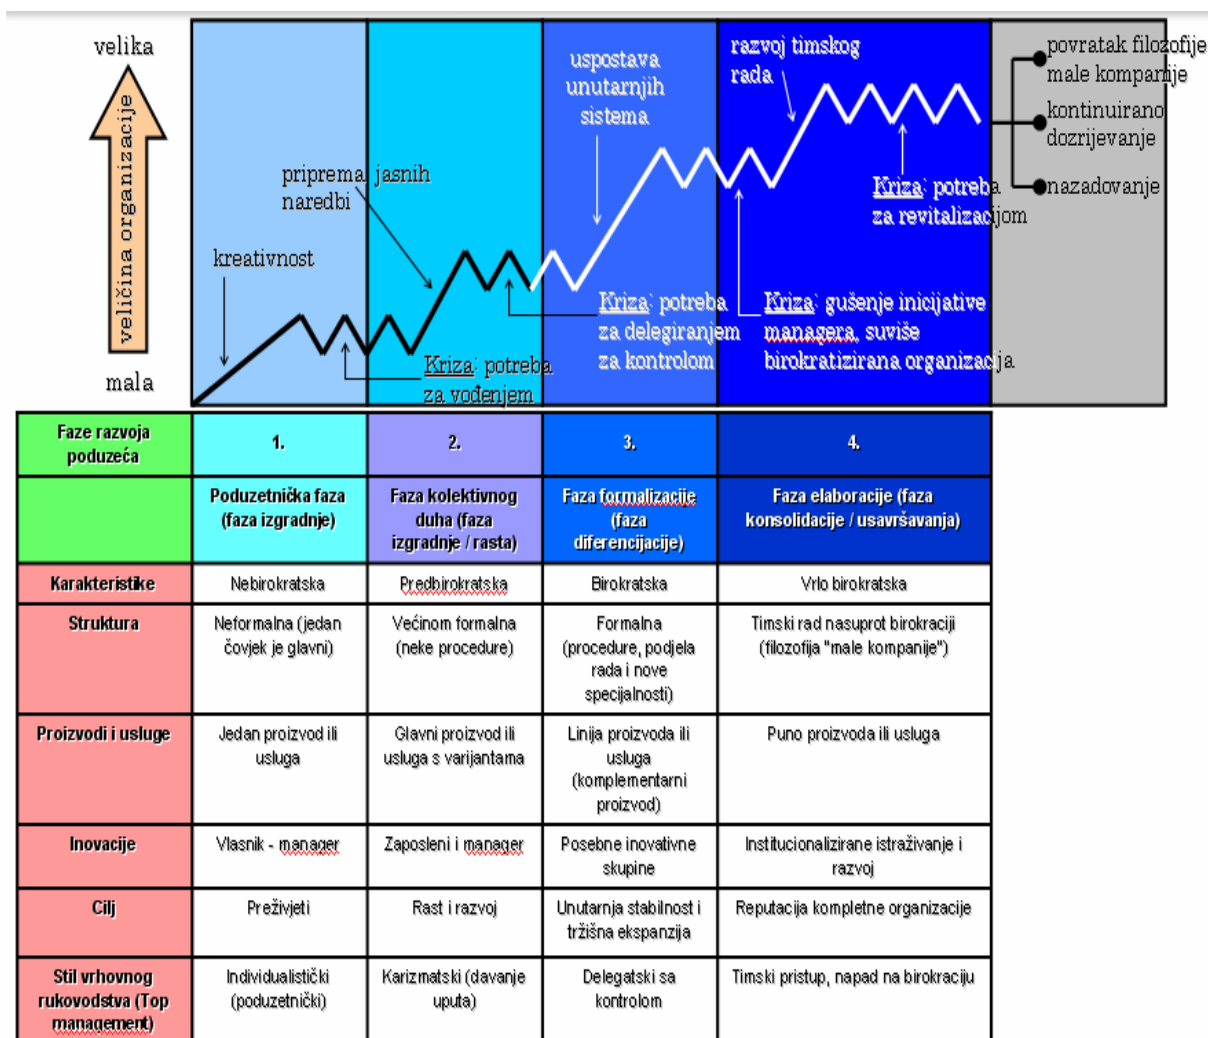 velika
veličina organizacije
mala
kreativnost
priprema jasnih
naredbi
Kriza: potreba
za vođenjem
uspostava
unutarnjih
sistema
Kriza: potreba
za delegiranjem
za kontrolom
razvoj timskog
rada
Kriza: gušenje inicijative
managera, suviše
birokratizirana organizacija
Kriza: potreba
za revitalizacijom
povratak filozofije
male kompanije
kontinuirano
dozrijevanje
nazadovanje
Faze razvoja
poduzeća
1.
2.
3.
4.
Poduzetnička faza
(faza izgradnje)
Faza kolektivnog
duha (faza
izgradnje / rasta)
Faza formalizacije
(faza
diferencijacije)
Faza elaboracije (faza
konsolidacije / usavršavanja)
Karakteristike
Nebirokratska
Predbirokratska
Birokratska
Vrlo birokratska
Struktura
Neformalna (jedan
čovjek je glavni)
Većinom formalna
(neke procedure)
Formalna
(procedure, podjela
rada i nove
specijalnosti)
Timski rad nasuprot birokraciji
(filozofija "male kompanije")
Proizvodi i usluge
Jedan proizvod ili
usluga
Glavni proizvod ili
usluga s varijantama
Linija proizvoda ili
usluga
(komplementarni
proizvod)
Puno proizvoda ili usluga
Inovacije
Vlasnik - manager
Zaposleni i manager
Posebne inovativne
skupine
Institucionalizirane istraživanje i
razvoj
Cilj
Preživjeti
Rast i razvoj
Unutarnja stabilnost i
tržišna ekspanzija
Reputacija kompletne organizacije
Stil vrhovnog
rukovodstva (Top
management)
Individualistički
(poduzetnički)
Karizmatski (davanje
uputa)
Delegatski sa
kontrolom
Timski pristup, napad na birokraciju